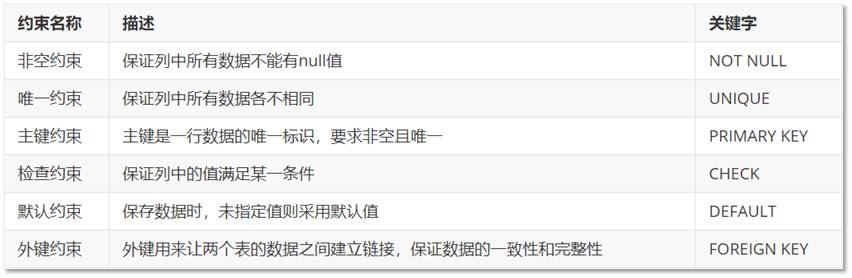 约束名称 描述 关键字
非空约束 保证列中所有数据不能有null值 NOT NULL
唯一约束 保证列中所有数据各不相同 UNIQUE
主键约束 主键是一行数据的唯一标识，要求非空且唯一 PRIMARY KEY
检查约束 保证列中的值满足某一条件 CHECK
默认约束 保存数据时，未指定值则采用默认值 DEFAULT
外键约束 外键用来让两个表的数据之间建立链接，保证数据的一致性和完整性 FOREIGN KEY